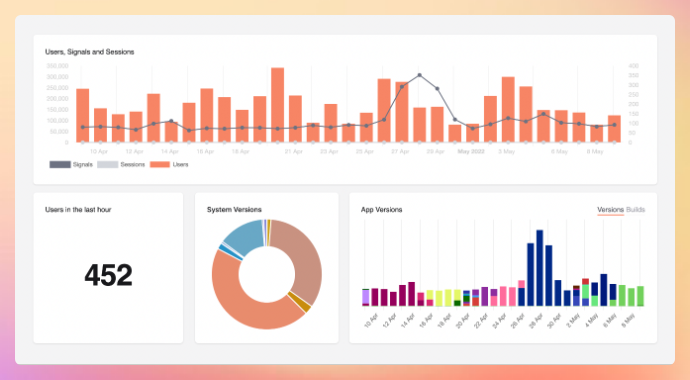 Users, Signals and Sessions
350,000
300,000
250,000
200,000
150,000
100,000
50,000
0
400
350
300
250
200
150
100
50
0
10 Apr 12 Apr 14 Apr 16 Apr 18 Apr 21 Apr 23 Apr 25 Apr 27 Apr 29 Apr May 2022 3 May 6 May 8 May
Signals Sessions Users
Users in the last hour
452
System Versions
App Versions
Versions Builds
10 Apr 12 Apr 14 Apr 16 Apr 18 Apr 20 Apr 22 Apr 24 Apr 26 Apr 28 Apr 30 Apr 2 May 4 May 6 May 8 May